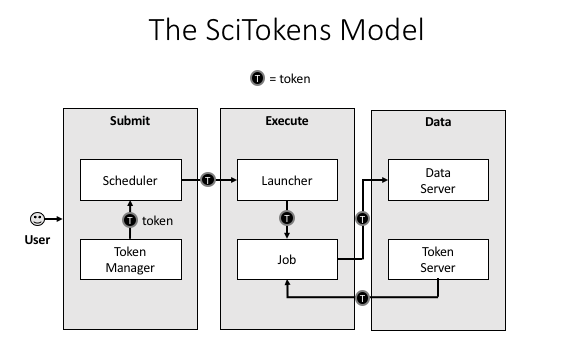 The SciTokens Model
T = token
Submit
Execute
Data
Scheduler
T
Launcher
Data
Server
T token
T
T
User
Token
Manager
Job
Token
Server
T